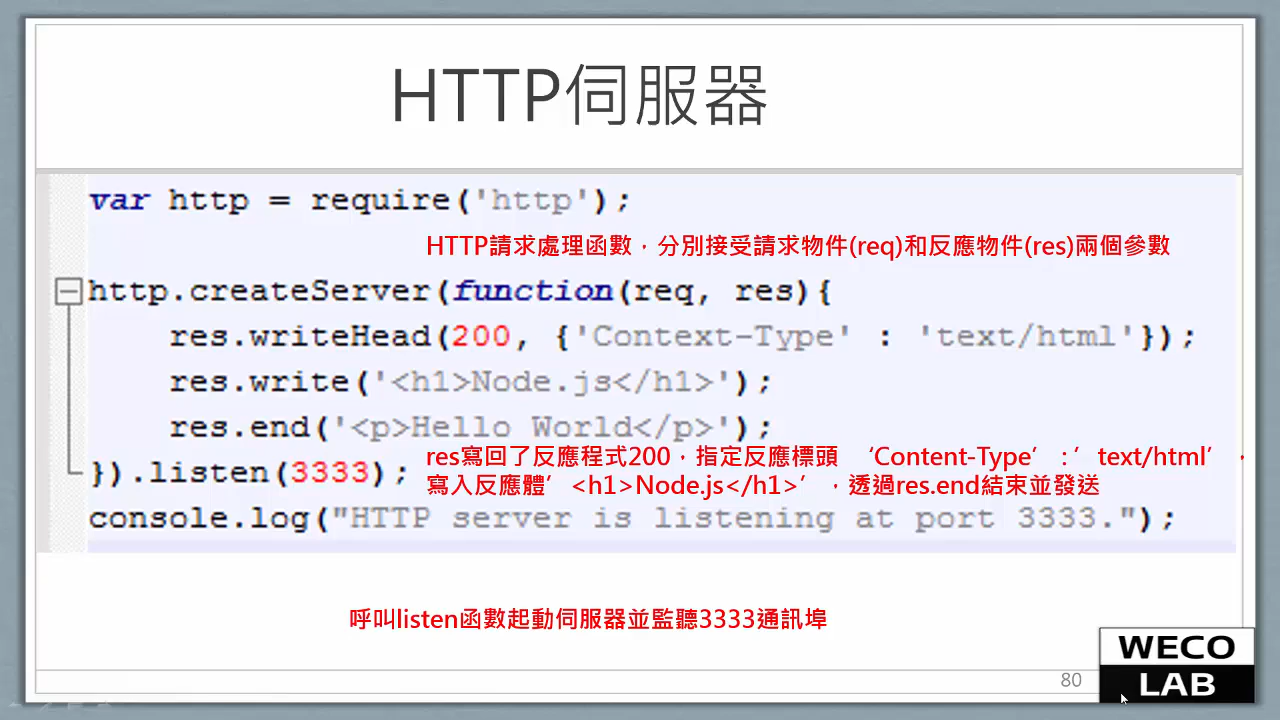 HTTP伺服器
var http = require('http');
HTTP請求處理函數，分別接受請求物件(req)和反應物件(res)兩個參數
http.createServer(function(req, res){
res.writeHead(200, {'Context-Type' : 'text/html'});
res.write('<h1>Node.js</h1>');
res.end('<p>Hello World</p>');
res寫回了反應程式200，指定反應標頭 ‘Content-Type’ : ’ text/html’ ，
}).listen(3333);
寫入反應體’ <h1>Node.js</h1>’ ，透過res.end結束並發送
console.log("HTTP server is listening at port 3333.");
呼叫listen函數起動伺服器並監聽3333通訊埠
80
WECO
LAB